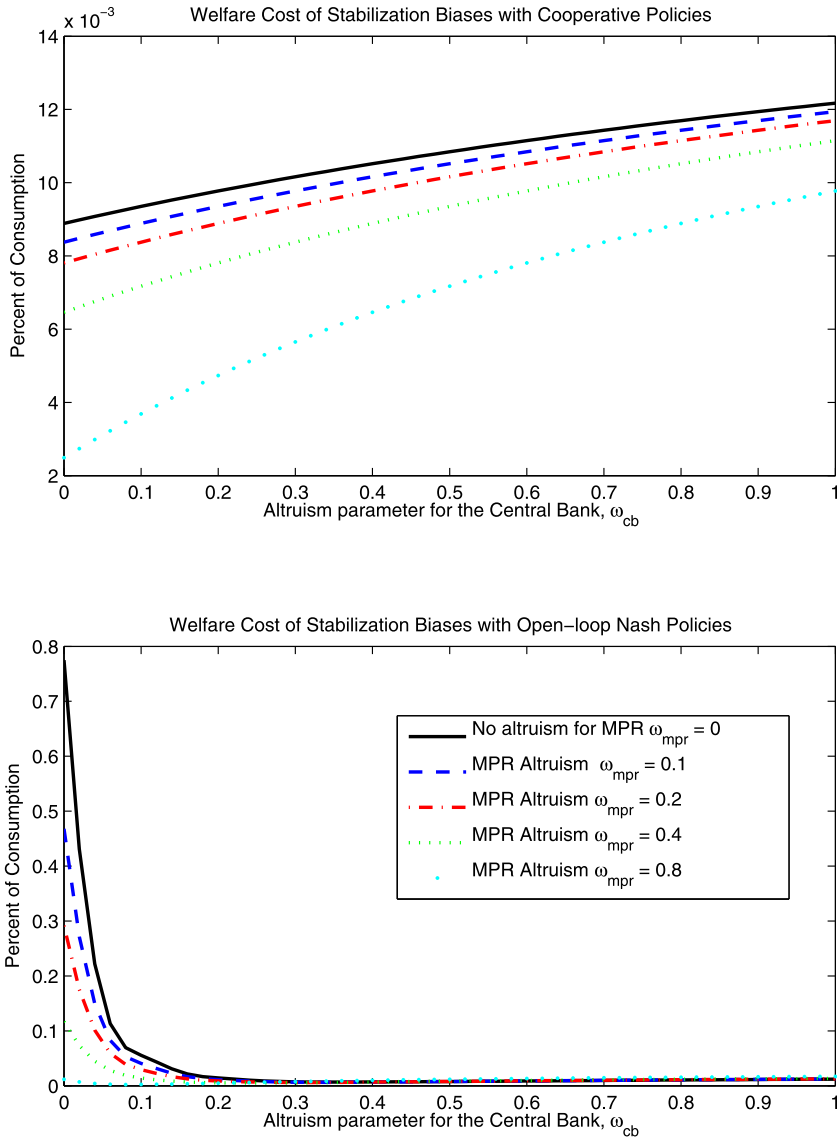 Welfare Cost of Stabilization Biases with Cooperative Policies
x 10⁻³
14
12
10
8
6
4
2
Percent of Consumption
0 0.1 0.2 0.3 0.4 0.5 0.6 0.7 0.8 0.9 1
Altruism parameter for the Central Bank, ω_cb
Welfare Cost of Stabilization Biases with Open−loop Nash Policies
0.8
0.7
0.6
0.5
0.4
0.3
0.2
0.1
0
Percent of Consumption
No altruism for MPR ω_mpr = 0
MPR Altruism ω_mpr = 0.1
MPR Altruism ω_mpr = 0.2
MPR Altruism ω_mpr = 0.4
MPR Altruism ω_mpr = 0.8
0 0.1 0.2 0.3 0.4 0.5 0.6 0.7 0.8 0.9 1
Altruism parameter for the Central Bank, ω_cb